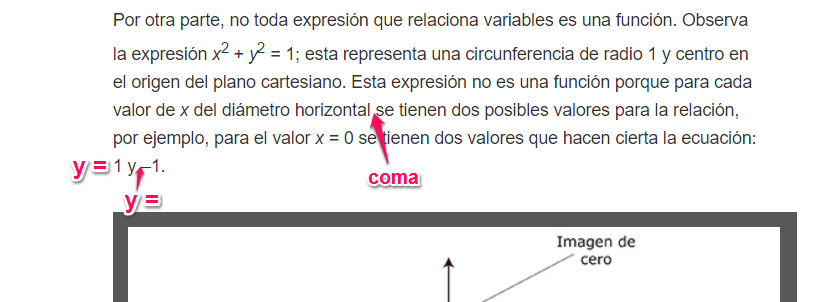 Por otra parte, no toda expresión que relaciona variables es una función. Observa
la expresión x² + y² = 1; esta representa una circunferencia de radio 1 y centro en
el origen del plano cartesiano. Esta expresión no es una función porque para cada
valor de x del diámetro horizontal se tienen dos posibles valores para la relación,
por ejemplo, para el valor x = 0 se tienen dos valores que hacen cierta la ecuación:
y = 1 y –1.
coma
y =
Imagen de
cero